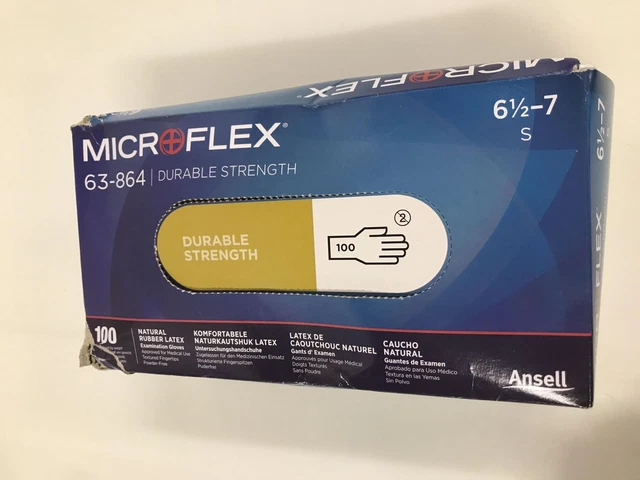 MICROFLEX
MICROFLEX®
63-864 | DURABLE STRENGTH
6½–7
S
6½–7
FLEX
DURABLE
STRENGTH
100
2
100
NATURAL
RUBBER LATEX
Examination Gloves
Approved for Medical Use
Textured Fingertips
Powder-Free
KOMFORTABELE
NATURKAUTSHUK LATEX
Untersuchungshandschuhe
Zugelassen für den Medizinischen Einsatz
Strukturierte Fingerspitzen
Puderfrei
LATEX DE
CAOUTCHOUC NATUREL
Gants d' Examen
Approuvés pour Usage Médical
Doigts Texturés
Sans Poudre
CAUCHO
NATURAL
Guantes de Examen
Aprobado para Uso Médico
Textura en las Yemas
Sin Polvo
Ansell